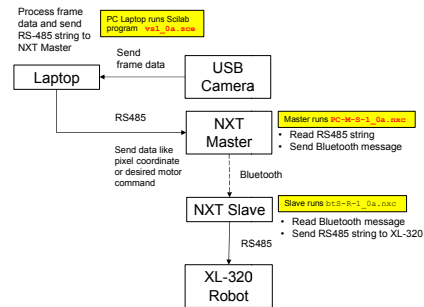 Process frame
data and send
RS-485 string to
NXT Master
PC Laptop runs Scilab
program vsl_0a.sce
Send
frame data
Laptop
USB
Camera
RS485
NXT
Master
Master runs PC-M-S-1_0a.nxc
• Read RS485 string
• Send Bluetooth message
Send data like
pixel coordinate
or desired motor
command
Bluetooth
NXT Slave
Slave runs btS-R-1_0a.nxc
• Read Bluetooth message
• Send RS485 string to XL-320
RS485
XL-320
Robot